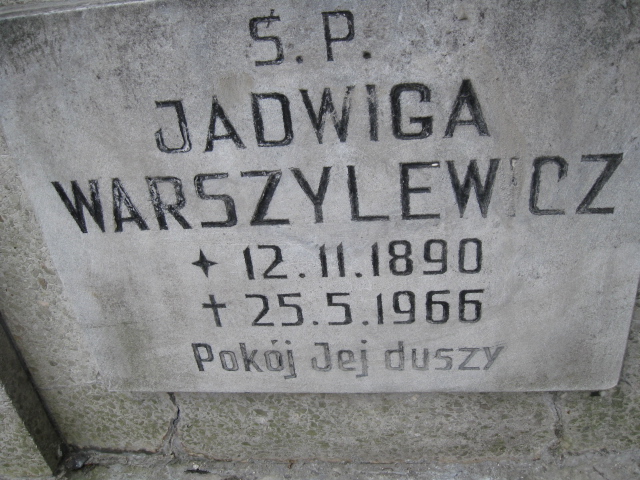 Ś. P.
JADWIGA
WARSZYLEWICZ
✦ 12.11.1890
✝ 25.5.1966
Pokój Jej duszy